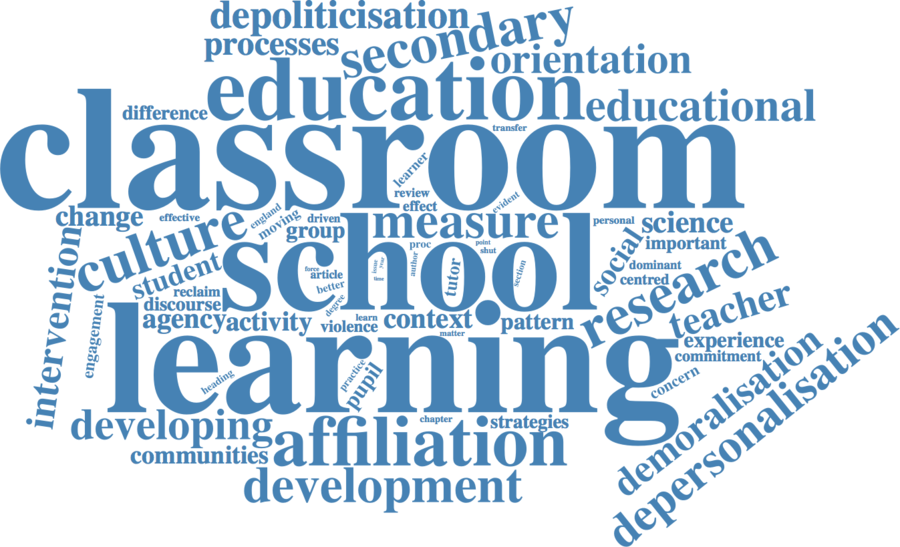 depoliticisation
processes
secondary
orientation
education
educational
difference
classroom
transfer
learner
review
effect
evident
change
effective
culture
england
moving
driven
group
measure
personal
science
important
social
dominant
centred
research
intervention
student
school
proc
point
shut
author
issue
year
time
tutor
section
force
article
better
degree
reclaim
discourse
engagement
agency
activity
learn
violence
context
matter
pattern
teacher
experience
commitment
concern
learning
heading
practice
pupil
developing
chapter
strategies
affiliation
communities
development
demoralisation
depersonalisation